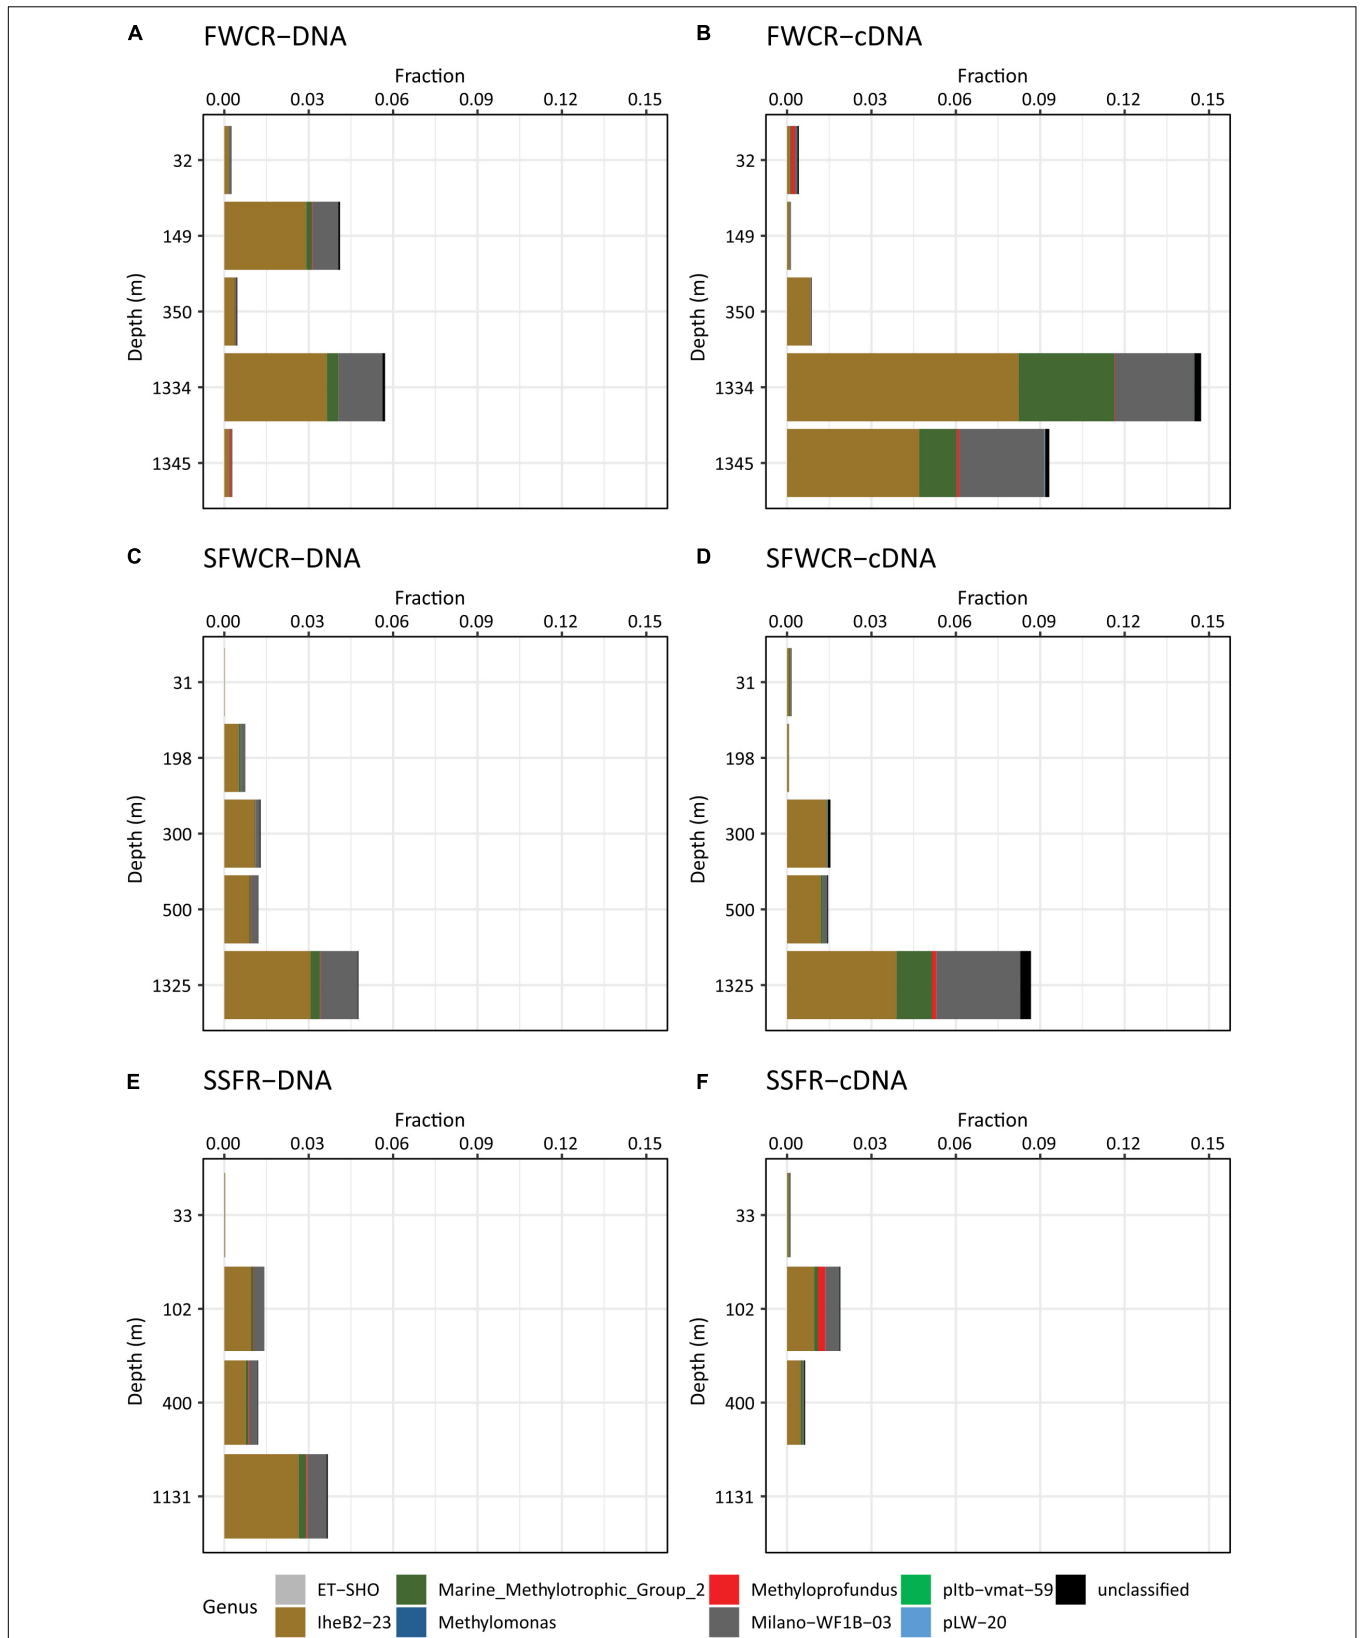 A FWCR−DNA
Fraction
0.00 0.03 0.06 0.09 0.12 0.15
Depth (m)
32
149
350
1334
1345
B FWCR−cDNA
Fraction
0.00 0.03 0.06 0.09 0.12 0.15
Depth (m)
32
149
350
1334
1345
C SFWCR−DNA
Fraction
0.00 0.03 0.06 0.09 0.12 0.15
Depth (m)
31
198
300
500
1325
D SFWCR−cDNA
Fraction
0.00 0.03 0.06 0.09 0.12 0.15
Depth (m)
31
198
300
500
1325
E SSFR−DNA
Fraction
0.00 0.03 0.06 0.09 0.12 0.15
Depth (m)
33
102
400
1131
F SSFR−cDNA
Fraction
0.00 0.03 0.06 0.09 0.12 0.15
Depth (m)
33
102
400
1131
Genus
ET−SHO Marine_Methylotrophic_Group_2 Methyloprofundus pItb−vmat−59 unclassified
IheB2−23 Methylomonas Milano−WF1B−03 pLW−20